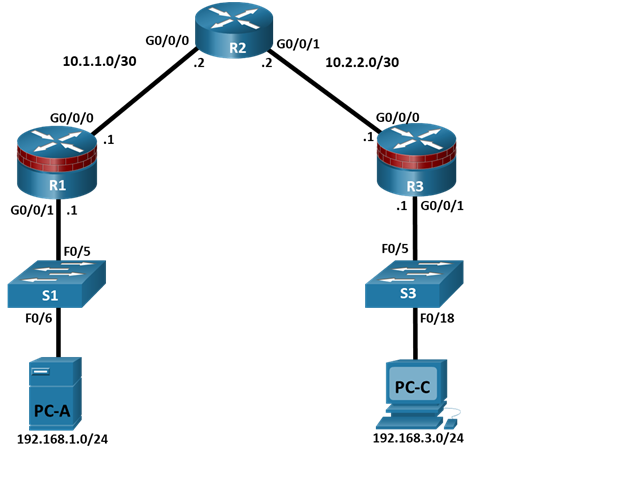 R2
G0/0/0
G0/0/1
10.1.1.0/30
.2
.2
10.2.2.0/30
G0/0/0
.1
G0/0/0
.1
R1
R3
G0/0/1
.1
.1
G0/0/1
F0/5
F0/5
S1
S3
F0/6
F0/18
PC-A
PC-C
192.168.1.0/24
192.168.3.0/24